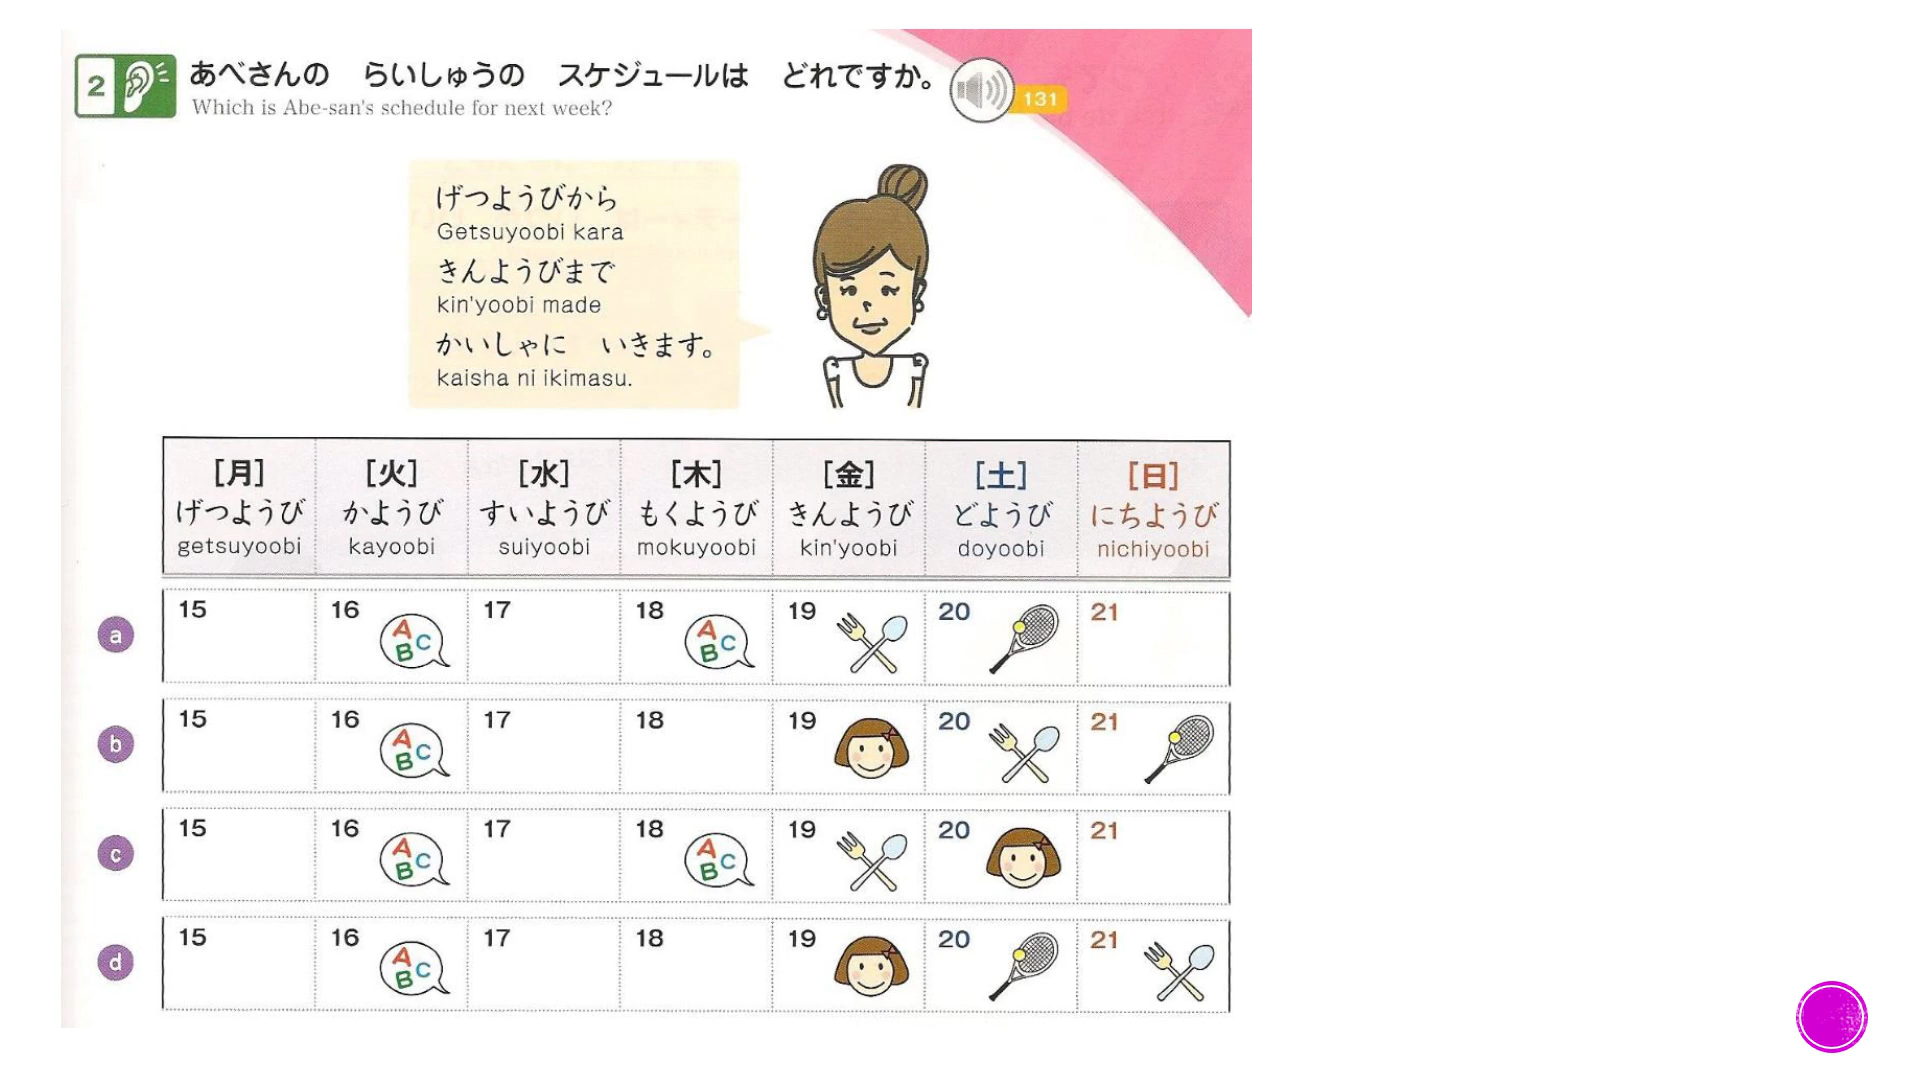 2 あべさんの らいしゅうの スケジュールは どれですか。
Which is Abe-san's schedule for next week?
131
げつようびから
Getsuyoobi kara
きんようびまで
kin'yoobi made
かいしゃに いきます。
kaisha ni ikimasu.
[月] [火] [水] [木] [金] [土] [日]
げつようび かようび すいようび もくようび きんようび どようび にちようび
getsuyoobi kayoobi suiyoobi mokuyoobi kin'yoobi doyoobi nichiyoobi
a 15 16 ABC 17 18 ABC 19 20 21
b 15 16 ABC 17 18 19 20 21
c 15 16 ABC 17 18 ABC 19 20 21
d 15 16 ABC 17 18 19 20 21